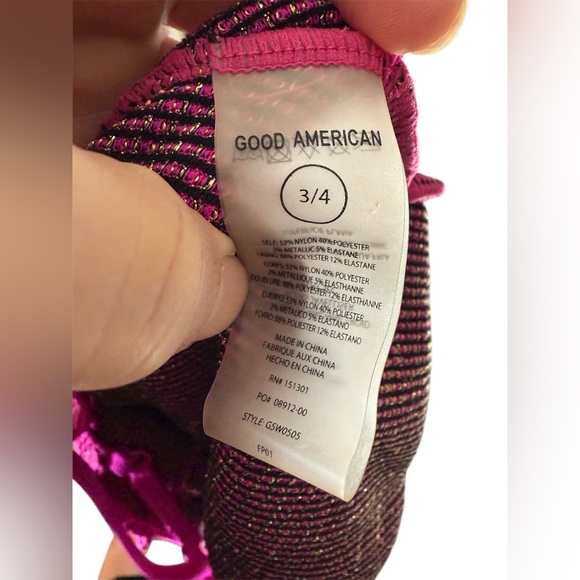 GOOD AMERICAN
3/4
SELF: 53% NYLON 40% POLYESTER
2% METALLIC 5% ELASTANE
LINING 88% POLYESTER 12% ELASTANE
CORPS: 53% NYLON 40% POLYESTER
2% METALLIQUE 5% ELASTHANNE
DOUBLURE 88% POLYESTER 12% ELASTHANNE
CUERPO 53% NYLON 40% POLIESTER
2% METALICO 5% ELASTANO
FORRO 88% POLIESTER 12% ELASTANO
MADE IN CHINA
FABRIQUE AUX CHINA
HECHO EN CHINA
RN# 151301
PO# 08912-00
STYLE: GSW0505
FP01